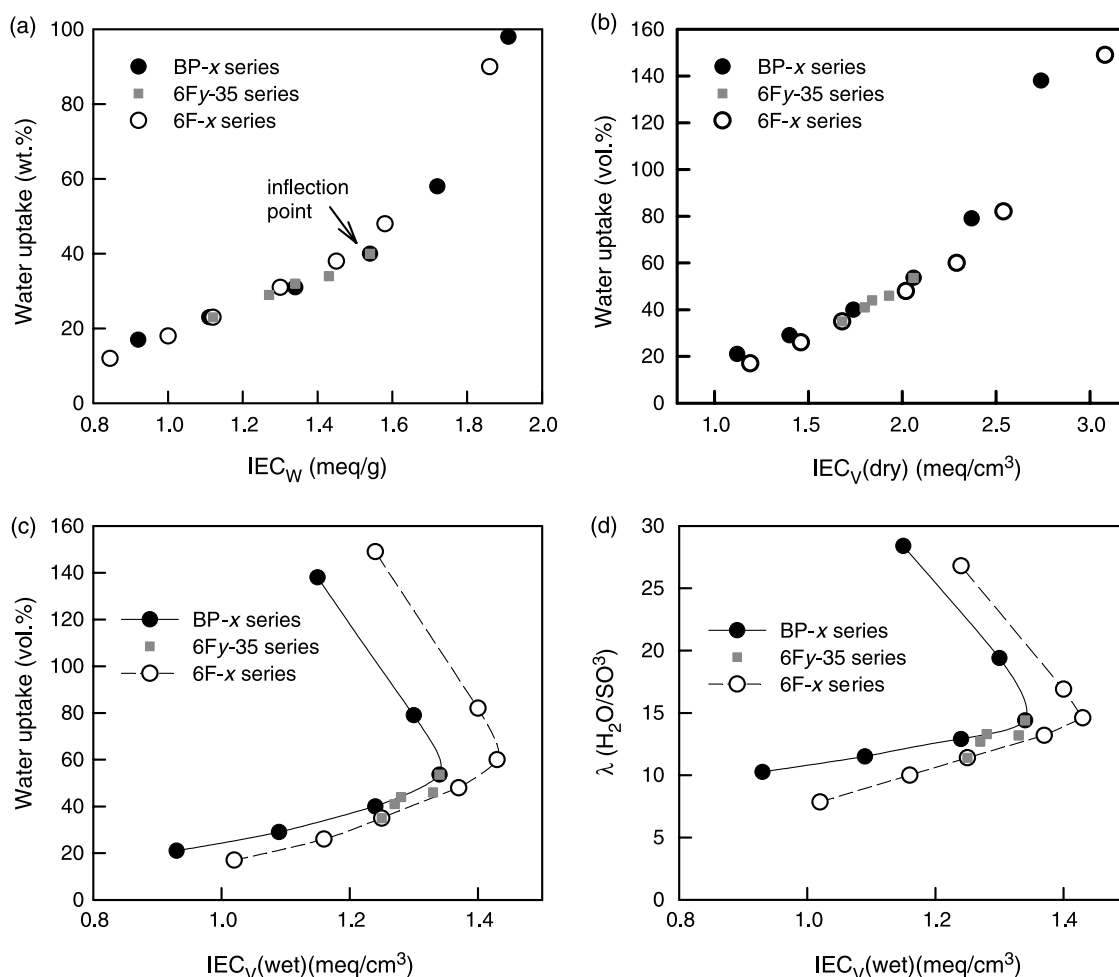 (a)
100
80
60
40
20
0
Water uptake (wt.%)
BP-x series
6Fy-35 series
6F-x series
inflection
point
0.8 1.0 1.2 1.4 1.6 1.8 2.0
IEC_W (meq/g)
(b)
160
140
120
100
80
60
40
20
0
Water uptake (vol.%)
BP-x series
6Fy-35 series
6F-x series
1.0 1.5 2.0 2.5 3.0
IEC_V(dry) (meq/cm³)
(c)
160
140
120
100
80
60
40
20
0
Water uptake (vol.%)
BP-x series
6Fy-35 series
6F-x series
0.8 1.0 1.2 1.4
IEC_V(wet)(meq/cm³)
(d)
30
25
20
15
10
5
0
λ (H₂O/SO³)
BP-x series
6Fy-35 series
6F-x series
0.8 1.0 1.2 1.4
IEC_V(wet)(meq/cm³)